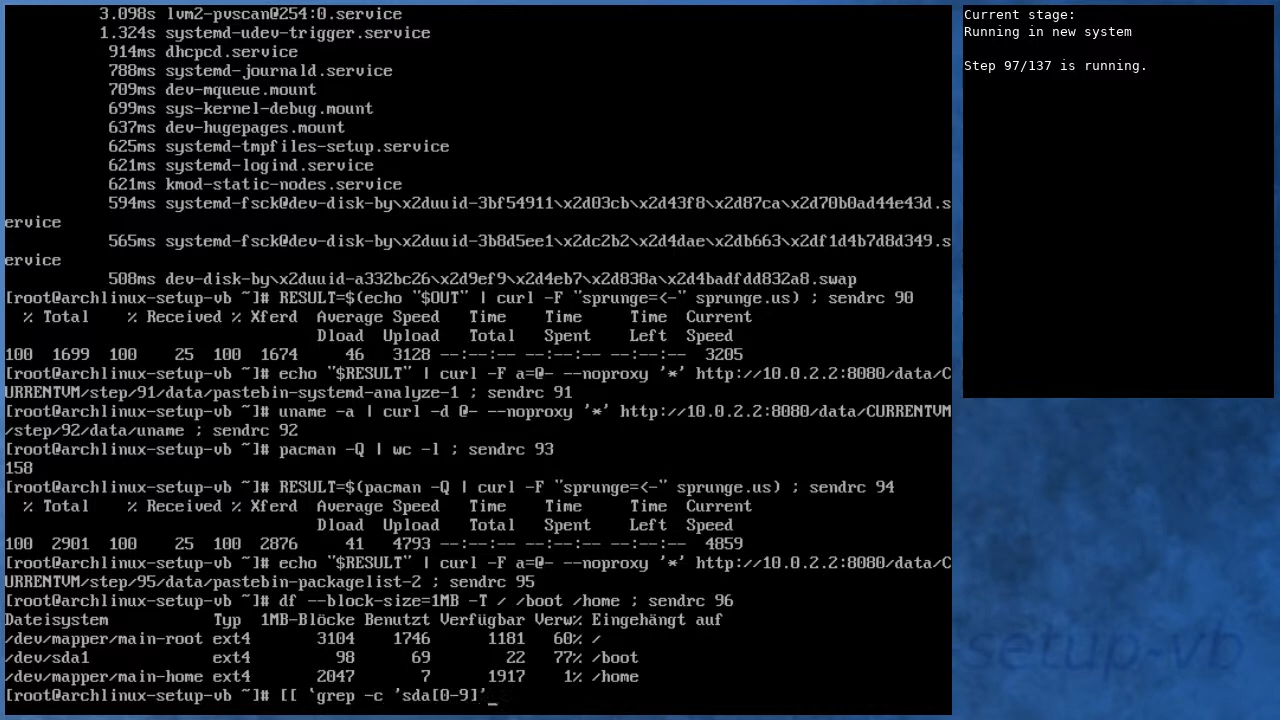 3.098s lvm2-pvscan@254:0.service
1.324s systemd-udev-trigger.service
914ms dhcpcd.service
788ms systemd-journald.service
709ms dev-mqueue.mount
699ms sys-kernel-debug.mount
637ms dev-hugepages.mount
625ms systemd-tmpfiles-setup.service
621ms systemd-logind.service
621ms kmod-static-nodes.service
594ms systemd-fsck@dev-disk-by\x2duuid-3bf54911\x2d03cb\x2d43f8\x2d87ca\x2d70b0ad44e43d.s
ervice
565ms systemd-fsck@dev-disk-by\x2duuid-3b8d5ee1\x2dc2b2\x2d4dae\x2db663\x2df1d4b7d8d349.s
ervice
508ms dev-disk-by\x2duuid-a332bc26\x2d9ef9\x2d4eb7\x2d838a\x2d4badfdd832a8.swap
[root@archlinux-setup-vb ~]# RESULT=$(echo "$OUT" | curl -F "sprunge=<-" sprunge.us) ; sendrc 90
% Total % Received % Xferd Average Speed Time Time Time Current
Dload Upload Total Spent Left Speed
100 1699 100 25 100 1674 46 3128 --:--:-- --:--:-- --:--:-- 3205
[root@archlinux-setup-vb ~]# echo "$RESULT" | curl -F a=@- --noproxy '*' http://10.0.2.2:8080/data/C
URRENTVM/step/91/data/pastebin-systemd-analyze-1 ; sendrc 91
[root@archlinux-setup-vb ~]# uname -a | curl -d @- --noproxy '*' http://10.0.2.2:8080/data/CURRENTVM
/step/92/data/uname ; sendrc 92
[root@archlinux-setup-vb ~]# pacman -Q | wc -l ; sendrc 93
158
[root@archlinux-setup-vb ~]# RESULT=$(pacman -Q | curl -F "sprunge=<-" sprunge.us) ; sendrc 94
% Total % Received % Xferd Average Speed Time Time Time Current
Dload Upload Total Spent Left Speed
100 2901 100 25 100 2876 41 4793 --:--:-- --:--:-- --:--:-- 4859
[root@archlinux-setup-vb ~]# echo "$RESULT" | curl -F a=@- --noproxy '*' http://10.0.2.2:8080/data/C
URRENTVM/step/95/data/pastebin-packagelist-2 ; sendrc 95
[root@archlinux-setup-vb ~]# df --block-size=1MB -T / /boot /home ; sendrc 96
Dateisystem Typ 1MB-Blöcke Benutzt Verfügbar Verw% Eingehängt auf
/dev/mapper/main-root ext4 3104 1746 1181 60% /
/dev/sda1 ext4 98 69 22 77% /boot
/dev/mapper/main-home ext4 2047 7 1917 1% /home
[root@archlinux-setup-vb ~]# [[ `grep -c 'sda[0-9]'_
Current stage:
Running in new system
Step 97/137 is running.
setup-vb